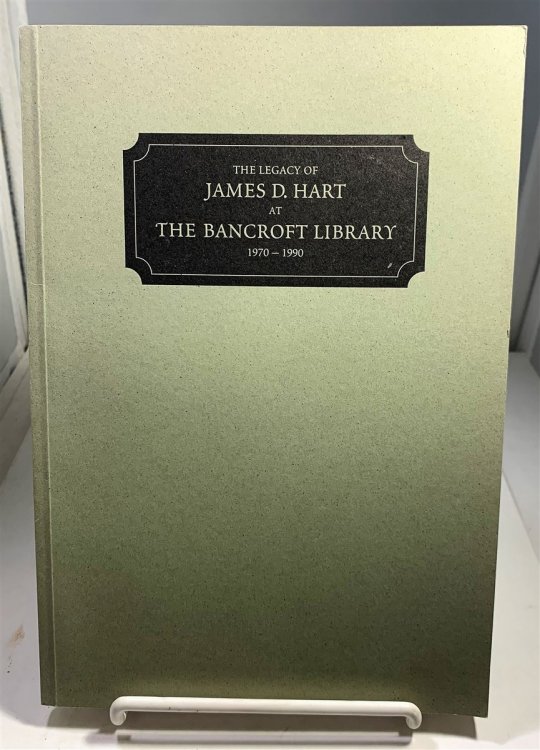 THE LEGACY OF
JAMES D. HART
AT
THE BANCROFT LIBRARY
1970 – 1990